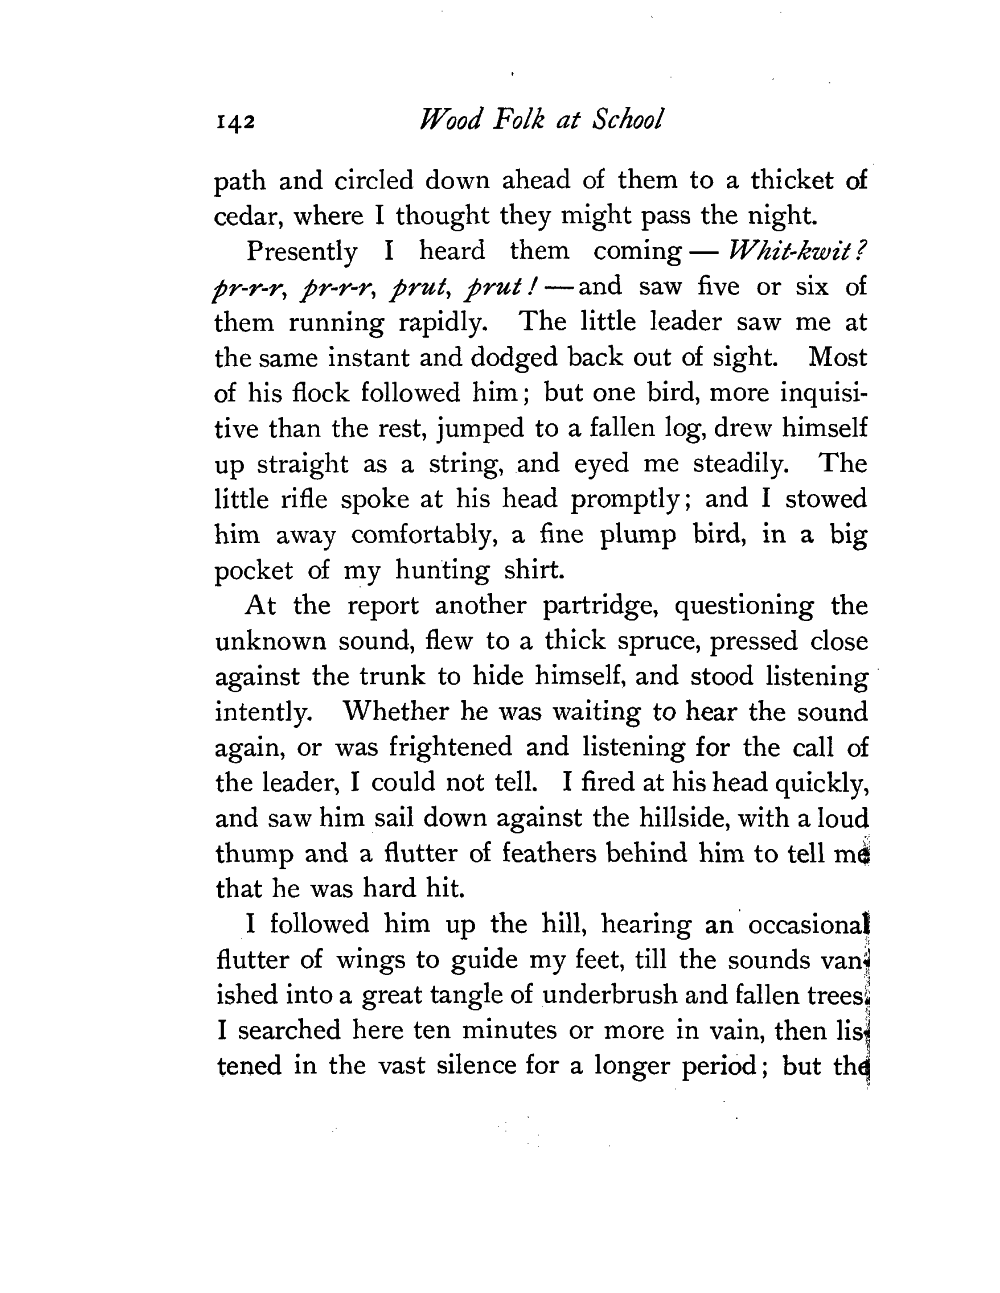 142 Wood Folk at School
path and circled down ahead of them to a thicket of
cedar, where I thought they might pass the night.
Presently I heard them coming — Whit-kwit?
pr-r-r, pr-r-r, prut, prut! — and saw five or six of
them running rapidly. The little leader saw me at
the same instant and dodged back out of sight. Most
of his flock followed him; but one bird, more inquisi-
tive than the rest, jumped to a fallen log, drew himself
up straight as a string, and eyed me steadily. The
little rifle spoke at his head promptly; and I stowed
him away comfortably, a fine plump bird, in a big
pocket of my hunting shirt.
At the report another partridge, questioning the
unknown sound, flew to a thick spruce, pressed close
against the trunk to hide himself, and stood listening
intently. Whether he was waiting to hear the sound
again, or was frightened and listening for the call of
the leader, I could not tell. I fired at his head quickly,
and saw him sail down against the hillside, with a loud
thump and a flutter of feathers behind him to tell me
that he was hard hit.
I followed him up the hill, hearing an occasional
flutter of wings to guide my feet, till the sounds van-
ished into a great tangle of underbrush and fallen trees.
I searched here ten minutes or more in vain, then lis-
tened in the vast silence for a longer period; but the